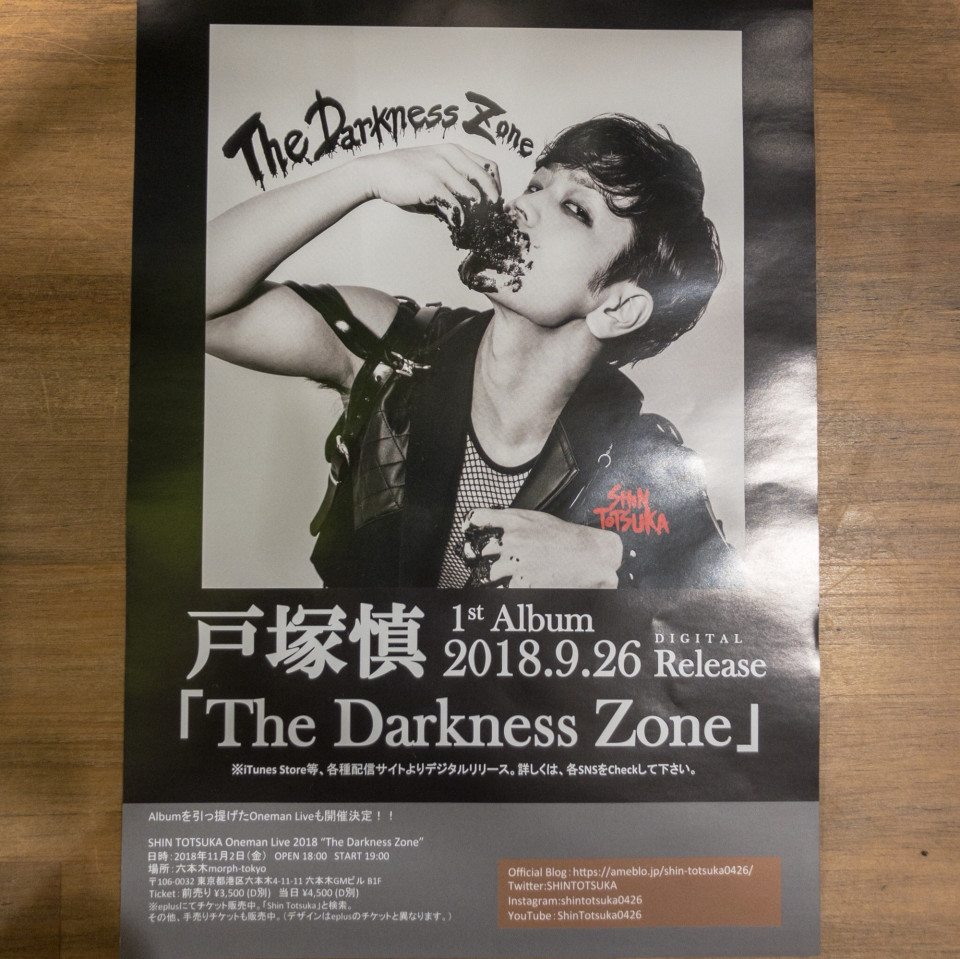 The Darkness Zone
SHIN
TOTSUKA
戸塚慎
1st Album
2018.9.26
DIGITAL
Release
「The Darkness Zone」
※iTunes Store等、各種配信サイトよりデジタルリリース。詳しくは、各SNSをCheckして下さい。
Albumを引っ提げたOneman Liveも開催決定！！
SHIN TOTSUKA Oneman Live 2018 “The Darkness Zone”
日時：2018年11月2日（金） OPEN 18:00 START 19:00
場所：六本木morph-tokyo
〒106-0032 東京都港区六本木4-11-11 六本木GMビル B1F
Ticket：前売り ¥3,500 (D別) 当日 ¥4,500 (D別)
※eplusにてチケット販売中。「Shin Totsuka」と検索。
その他、手売りチケットも販売中。（デザインはeplusのチケットと異なります。）
Official Blog：https://ameblo.jp/shin-totsuka0426/
Twitter:SHINTOTSUKA
Instagram:shintotsuka0426
YouTube：ShinTotsuka0426